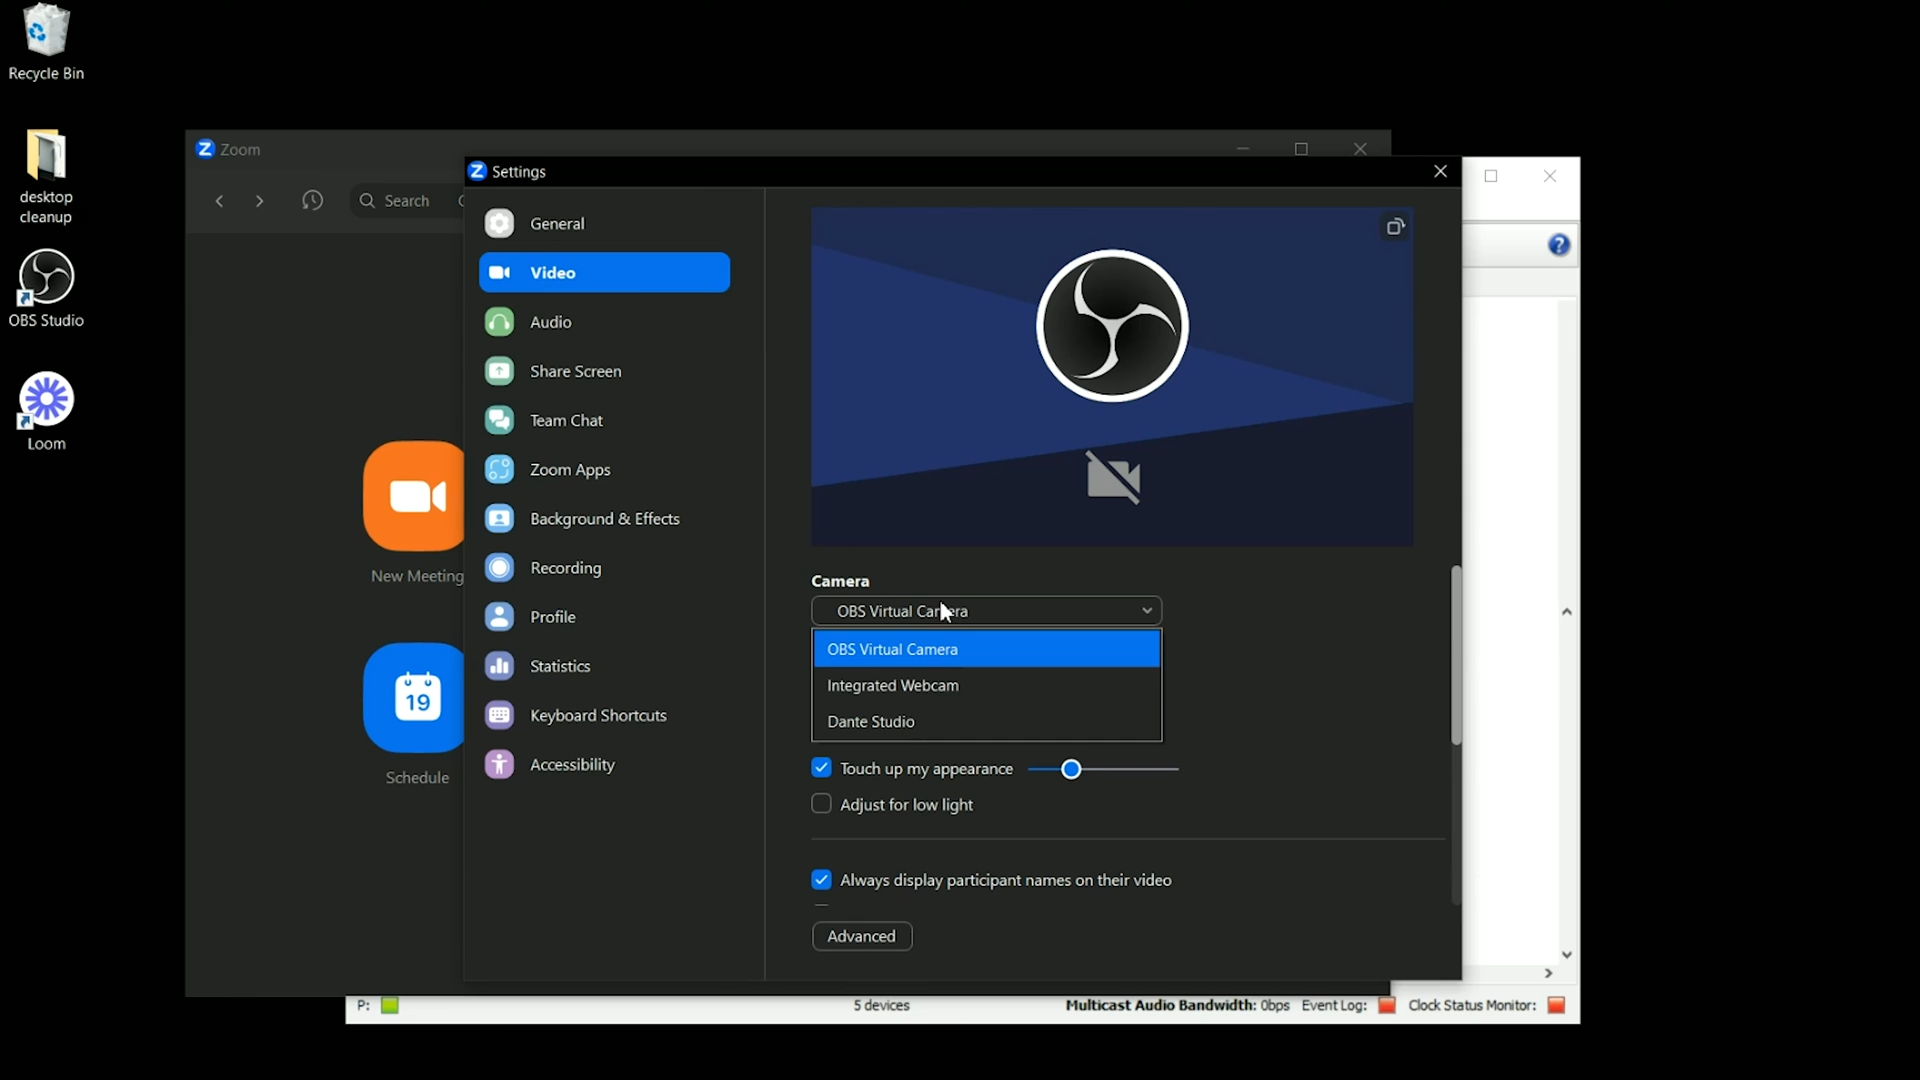 Recycle Bin
desktop
cleanup
OBS Studio
Loom
Zoom
Search
New Meeting
19
Schedule
Settings
General
Video
Audio
Share Screen
Team Chat
Zoom Apps
Background & Effects
Recording
Profile
Statistics
Keyboard Shortcuts
Accessibility
Camera
OBS Virtual Camera
OBS Virtual Camera
Integrated Webcam
Dante Studio
Touch up my appearance
Adjust for low light
Always display participant names on their video
Advanced
P:
5 devices
Multicast Audio Bandwidth: 0bps
Event Log:
Clock Status Monitor: